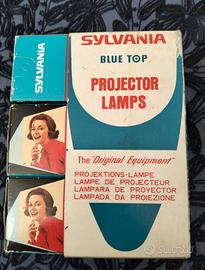 SYLVANIA
SYLVANIA
BLUE TOP
PROJECTOR
LAMPS
The "Original Equipment"
PROJEKTIONS-LAMPE
LAMPE DE PROJECTEUR
LAMPARA DE PROYECTOR
LAMPADA DA PROIEZIONE